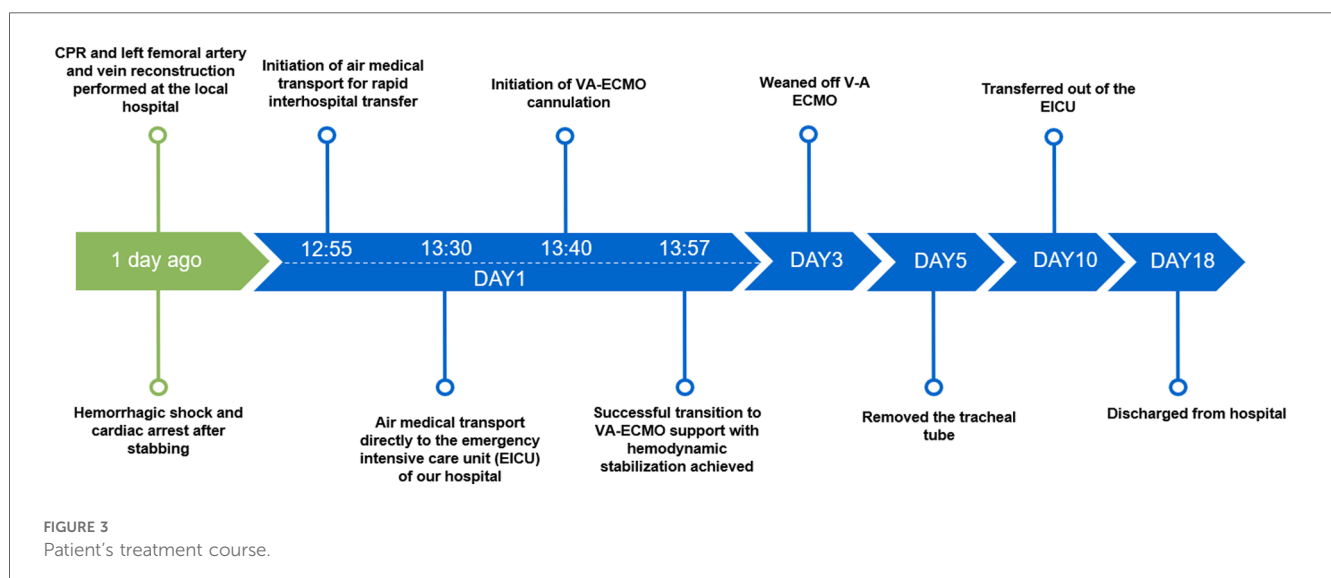 CPR and left femoral artery
and vein reconstruction
performed at the local
hospital
Initiation of air medical
transport for rapid
interhospital transfer
Initiation of VA-ECMO
cannulation
Weaned off V-A
ECMO
Transferred out of the
EICU
1 day ago
12:55
13:30
13:40
13:57
DAY1
DAY3
DAY5
DAY10
DAY18
Hemorrhagic shock and
cardiac arrest after
stabbing
Air medical transport
directly to the emergency
intensive care unit (EICU)
of our hospital
Successful transition to
VA-ECMO support with
hemodynamic
stabilization achieved
Removed the tracheal
tube
Discharged from hospital
FIGURE 3
Patient's treatment course.